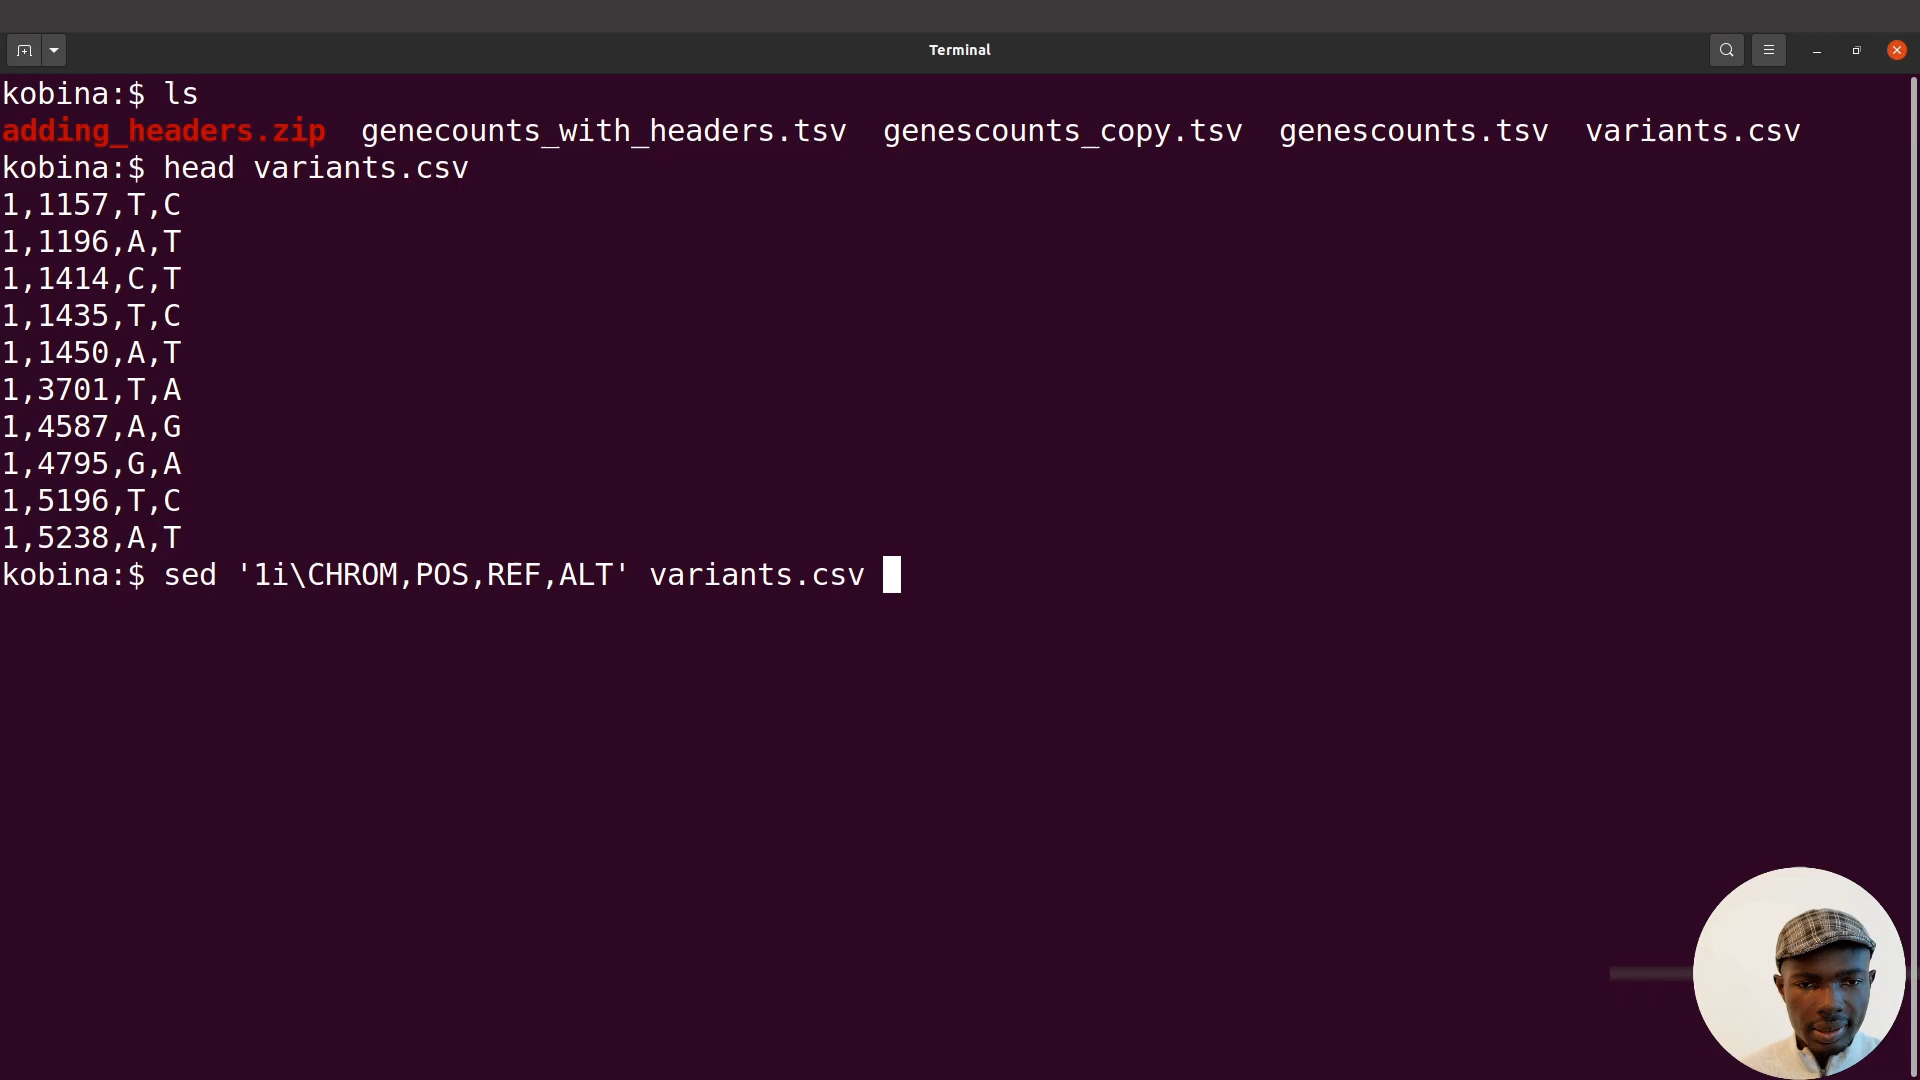 Terminal
kobina:$ ls
adding_headers.zip  genecounts_with_headers.tsv  genescounts_copy.tsv  genescounts.tsv  variants.csv
kobina:$ head variants.csv
1,1157,T,C
1,1196,A,T
1,1414,C,T
1,1435,T,C
1,1450,A,T
1,3701,T,A
1,4587,A,G
1,4795,G,A
1,5196,T,C
1,5238,A,T
kobina:$ sed '1i\CHROM,POS,REF,ALT' variants.csv